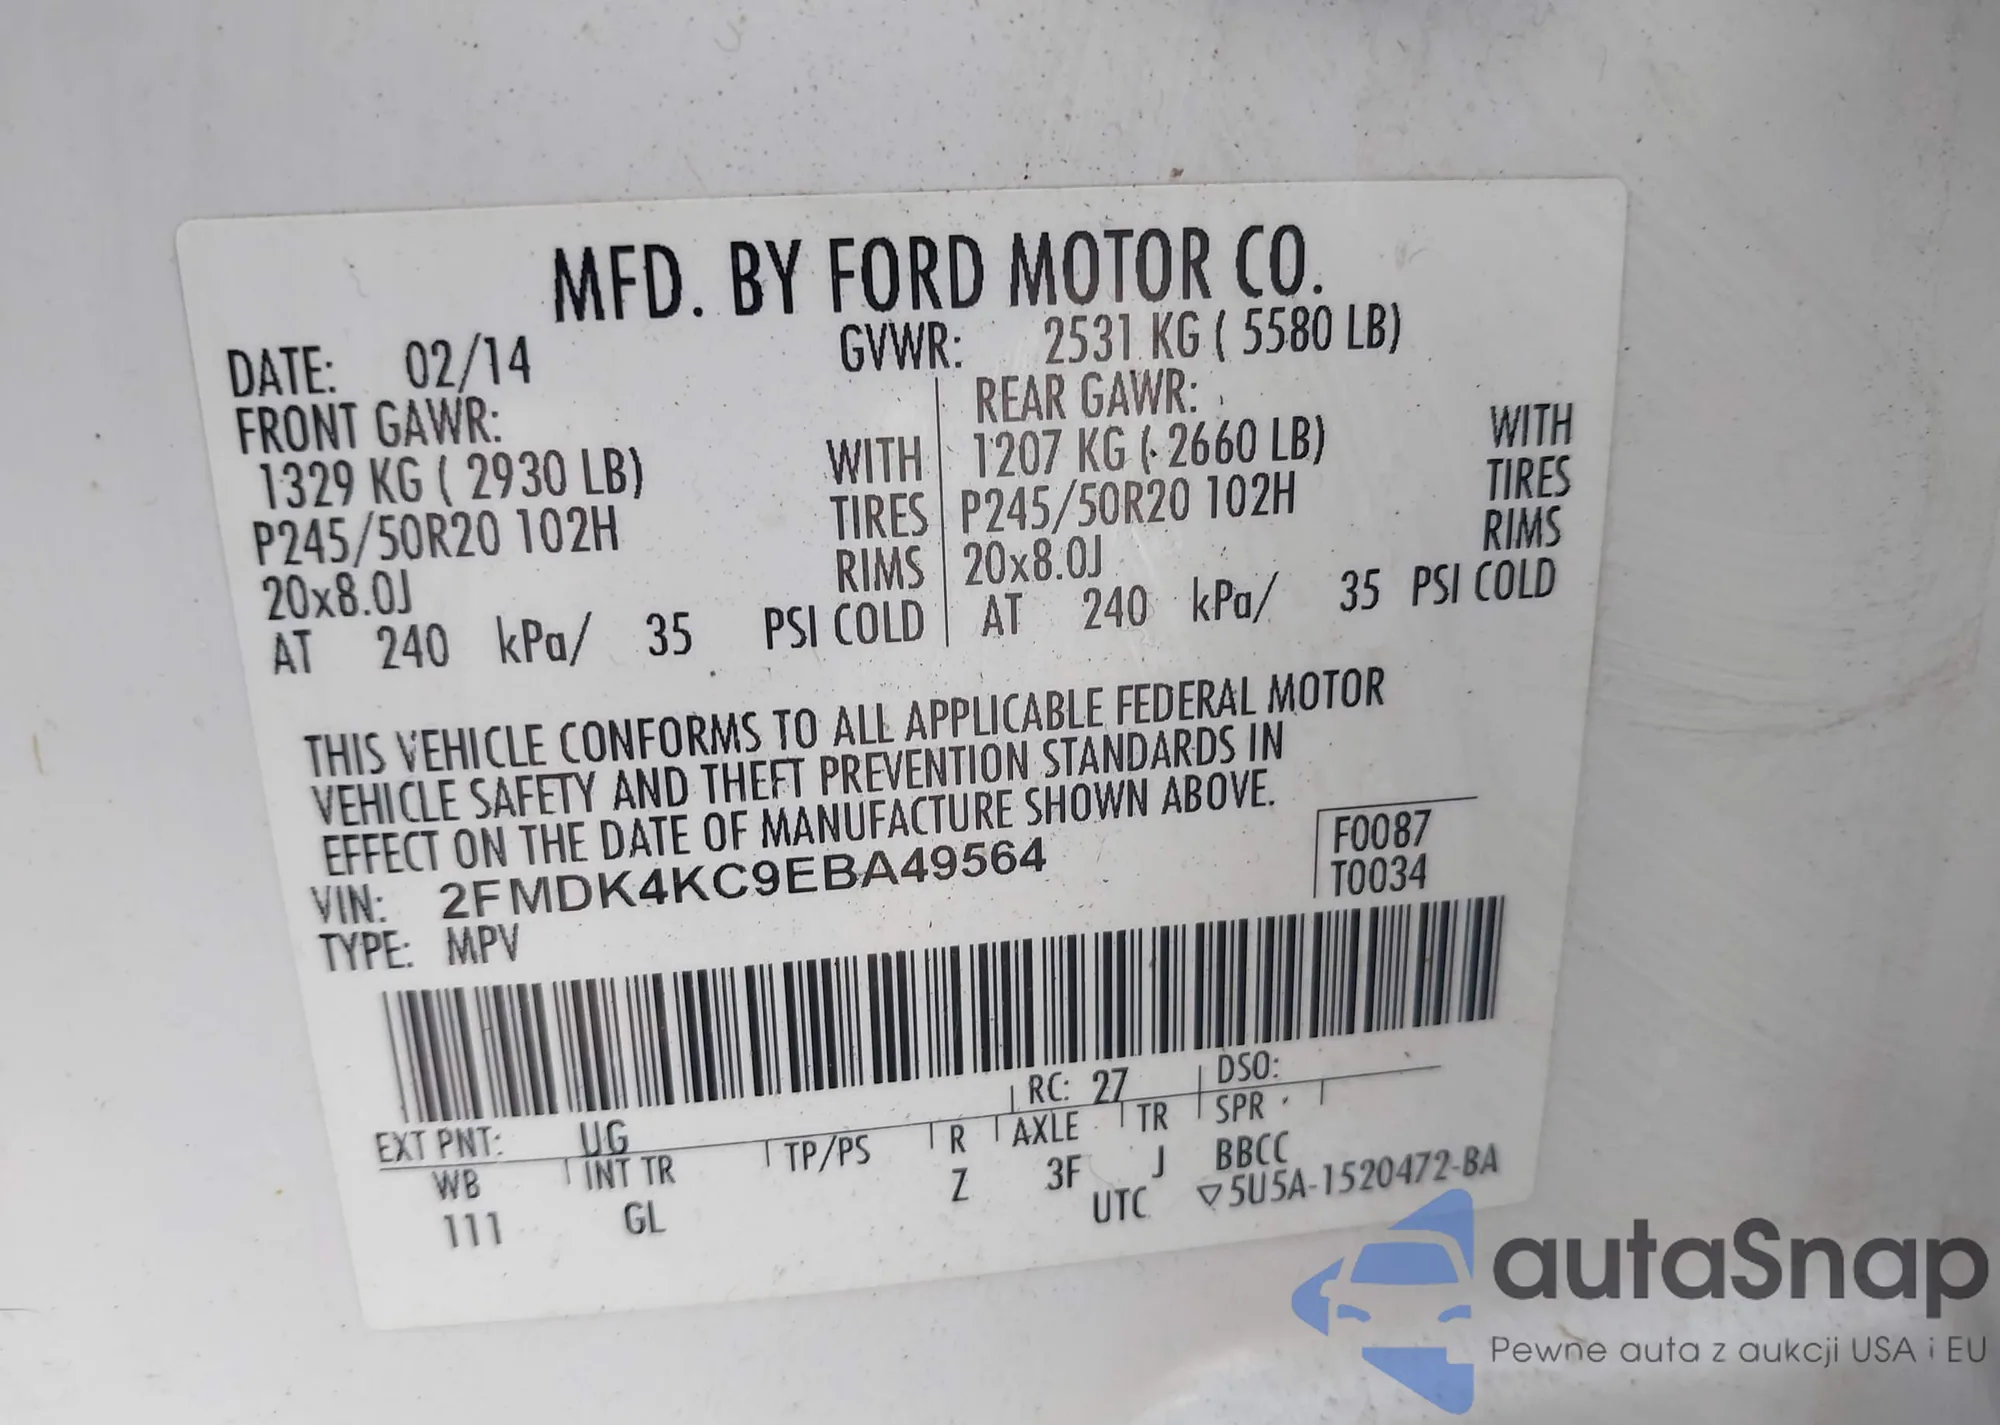 MFD. BY FORD MOTOR CO.
DATE: 02/14 GVWR: 2531 KG ( 5580 LB)
FRONT GAWR: REAR GAWR:
1329 KG ( 2930 LB) WITH 1207 KG ( 2660 LB) WITH
P245/50R20 102H TIRES P245/50R20 102H TIRES
20x8.0J RIMS 20x8.0J RIMS
AT 240 kPa/ 35 PSI COLD AT 240 kPa/ 35 PSI COLD
THIS VEHICLE CONFORMS TO ALL APPLICABLE FEDERAL MOTOR
VEHICLE SAFETY AND THEFT PREVENTION STANDARDS IN
EFFECT ON THE DATE OF MANUFACTURE SHOWN ABOVE.
F0087
VIN: 2FMDK4KC9EBA49564 T0034
TYPE: MPV
RC: 27 DSO:
EXT PNT: UG
WB INT TR TP/PS R AXLE TR SPR
111 GL Z 3F J BBCC
UTC ▽5U5A-1520472-BA
autaSnap
Pewne auta z aukcji USA i EU